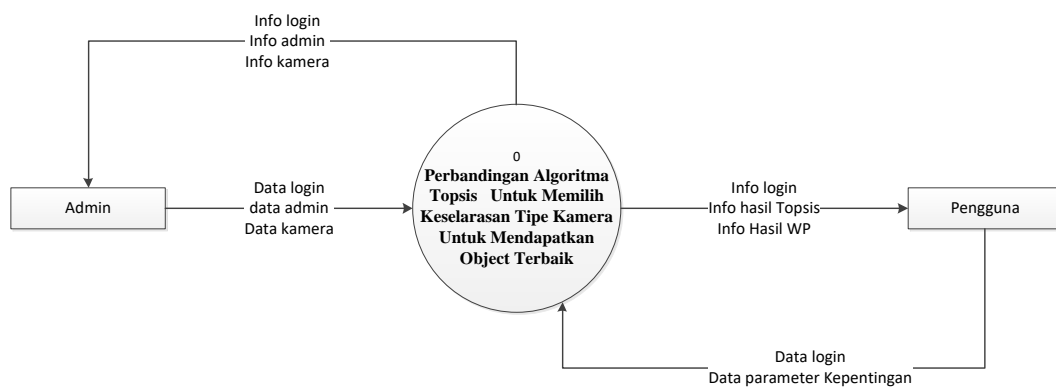 Info login
Info admin
Info kamera
Admin
Data login
data admin
Data kamera
0
Perbandingan Algoritma
Topsis Untuk Memilih
Keselarasan Tipe Kamera
Untuk Mendapatkan
Object Terbaik
Info login
Info hasil Topsis
Info Hasil WP
Pengguna
Data login
Data parameter Kepentingan